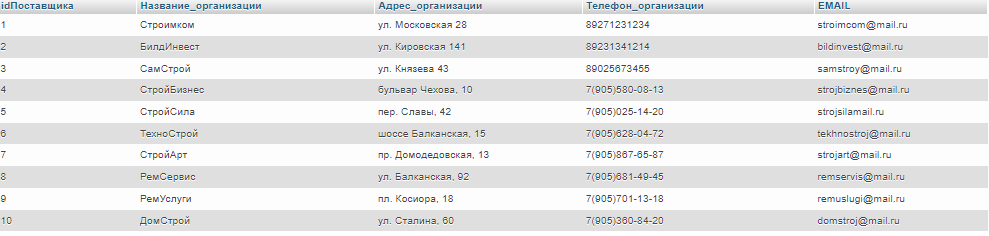 idПоставщика Название_организации Адрес_организации Телефон_организации EMAIL
1 Строимком ул. Московская 28 89271231234 stroimcom@mail.ru
2 БилдИнвест ул. Кировская 141 89231341214 bildinvest@mail.ru
3 СамСтрой ул. Князева 43 89025673455 samstroy@mail.ru
4 СтройБизнес бульвар Чехова, 10 7(905)580-08-13 strojbiznes@mail.ru
5 СтройСила пер. Славы, 42 7(905)025-14-20 strojsilamail.ru
6 ТехноСтрой шоссе Балканская, 15 7(905)628-04-72 tekhnostroj@mail.ru
7 СтройАрт пр. Домодедовская, 13 7(905)867-65-87 strojart@mail.ru
8 РемСервис ул. Балканская, 92 7(905)681-49-45 remservis@mail.ru
9 РемУслуги пл. Косиора, 18 7(905)701-13-18 remuslugi@mail.ru
10 ДомСтрой ул. Сталина, 60 7(905)360-84-20 domstroj@mail.ru